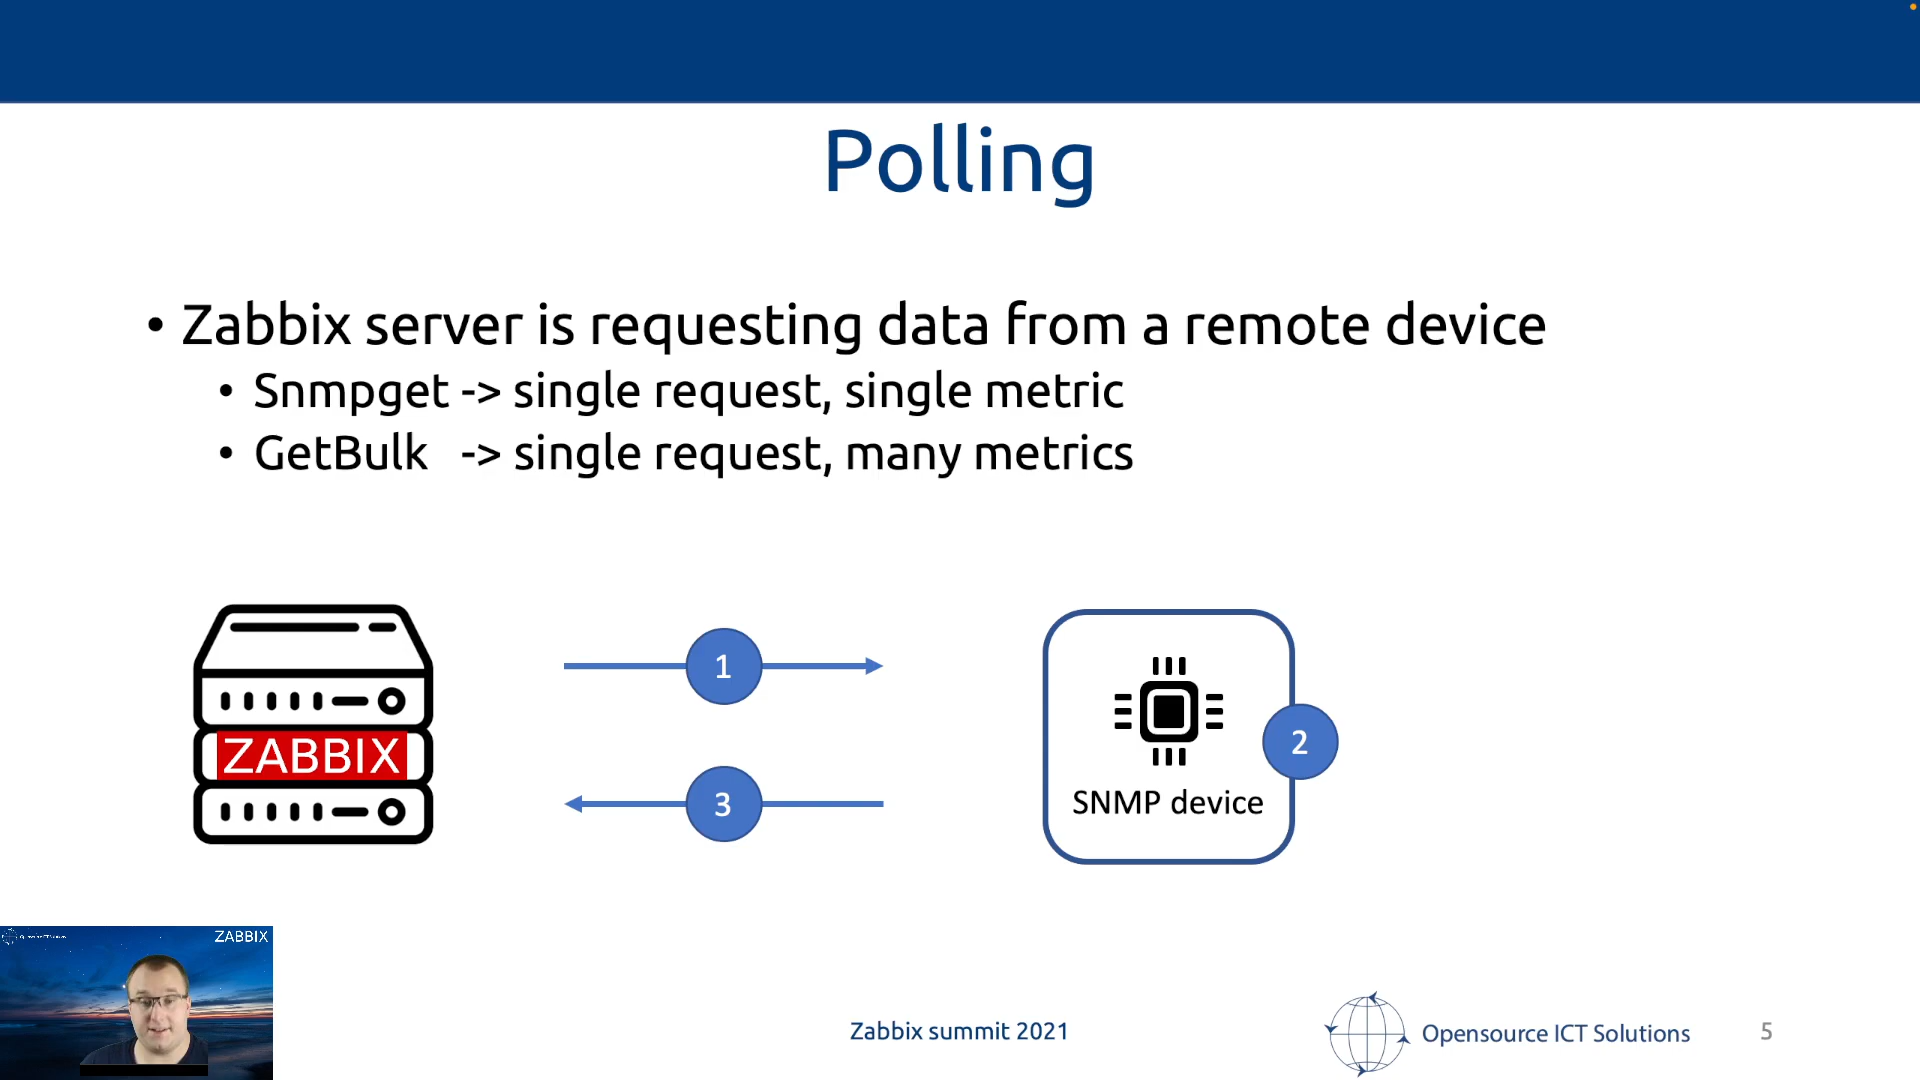 Polling
• Zabbix server is requesting data from a remote device
• Snmpget -> single request, single metric
• GetBulk -> single request, many metrics
1
ZABBIX
2
3
SNMP device
ZABBIX
Zabbix summit 2021
Opensource ICT Solutions
5